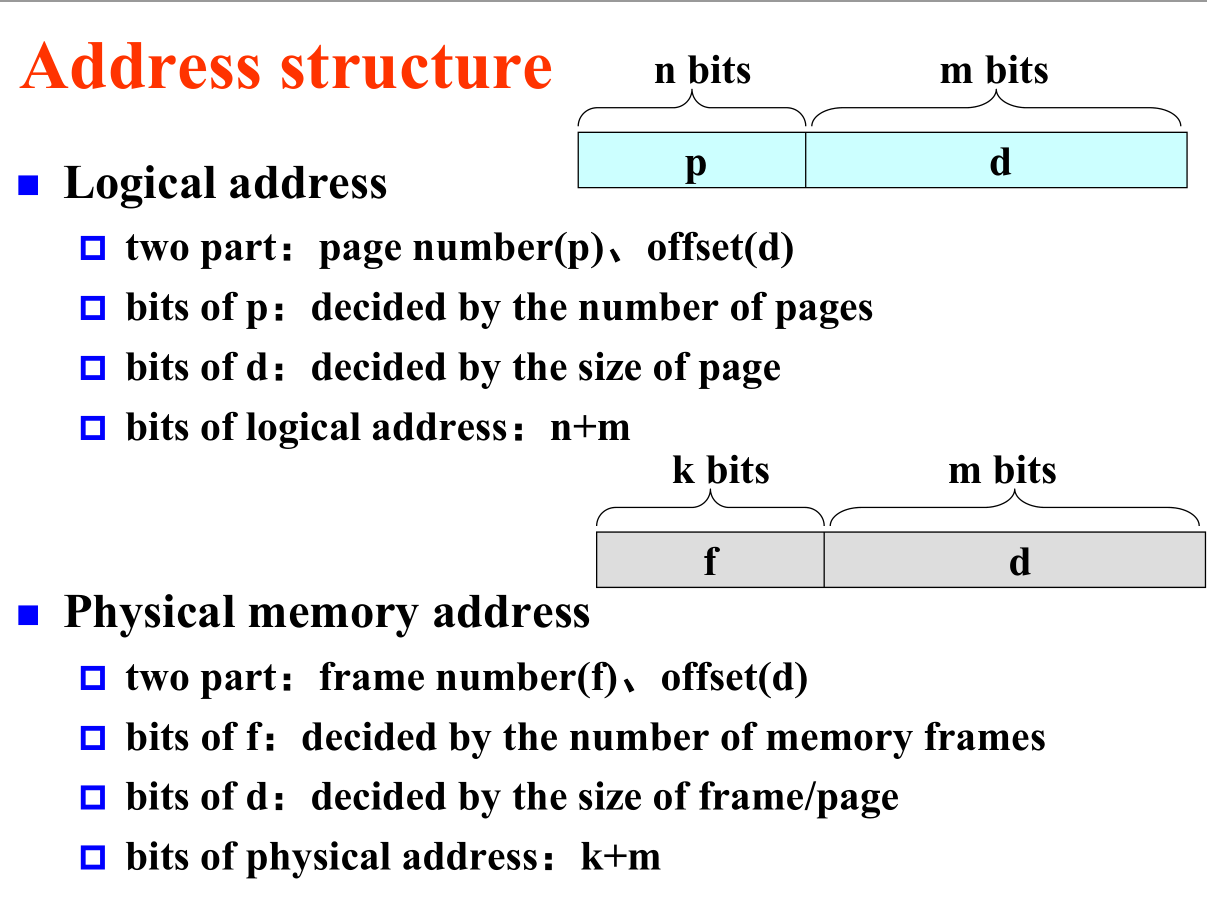 Address structure
n bits
m bits
p
d
Logical address
two part：page number(p)、offset(d)
bits of p：decided by the number of pages
bits of d：decided by the size of page
bits of logical address：n+m
k bits
m bits
f
d
Physical memory address
two part：frame number(f)、offset(d)
bits of f：decided by the number of memory frames
bits of d：decided by the size of frame/page
bits of physical address：k+m